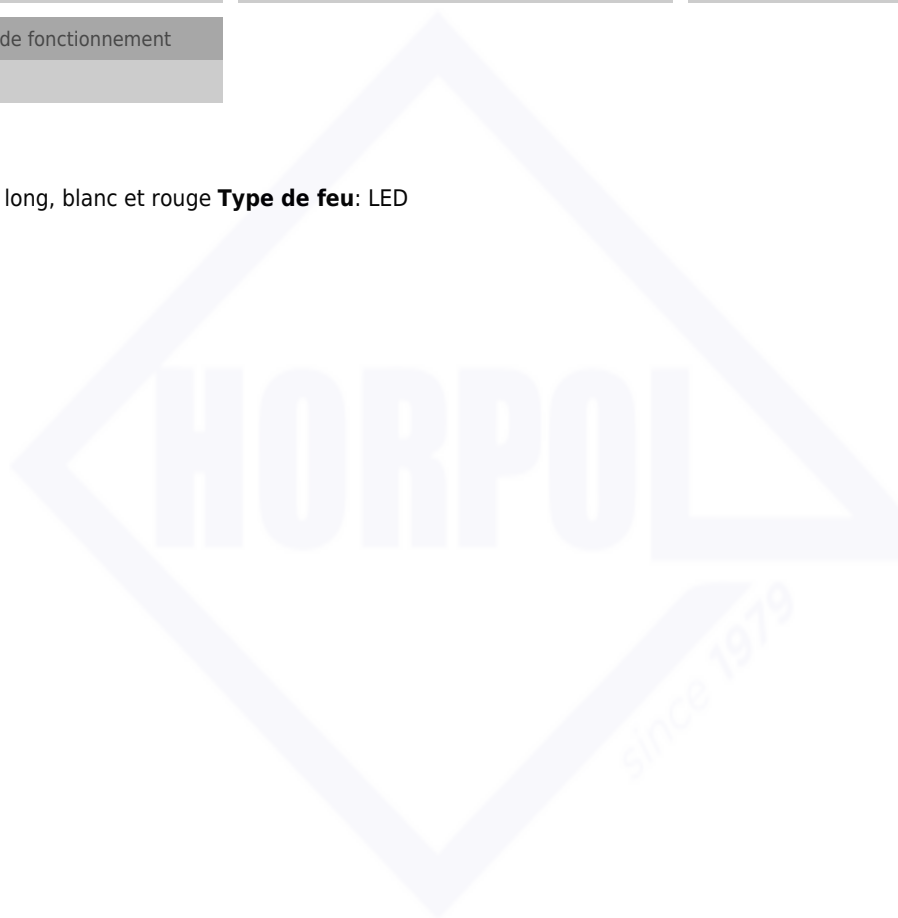 de fonctionnement
long, blanc et rouge Type de feu: LED
HORPOL
since 1979